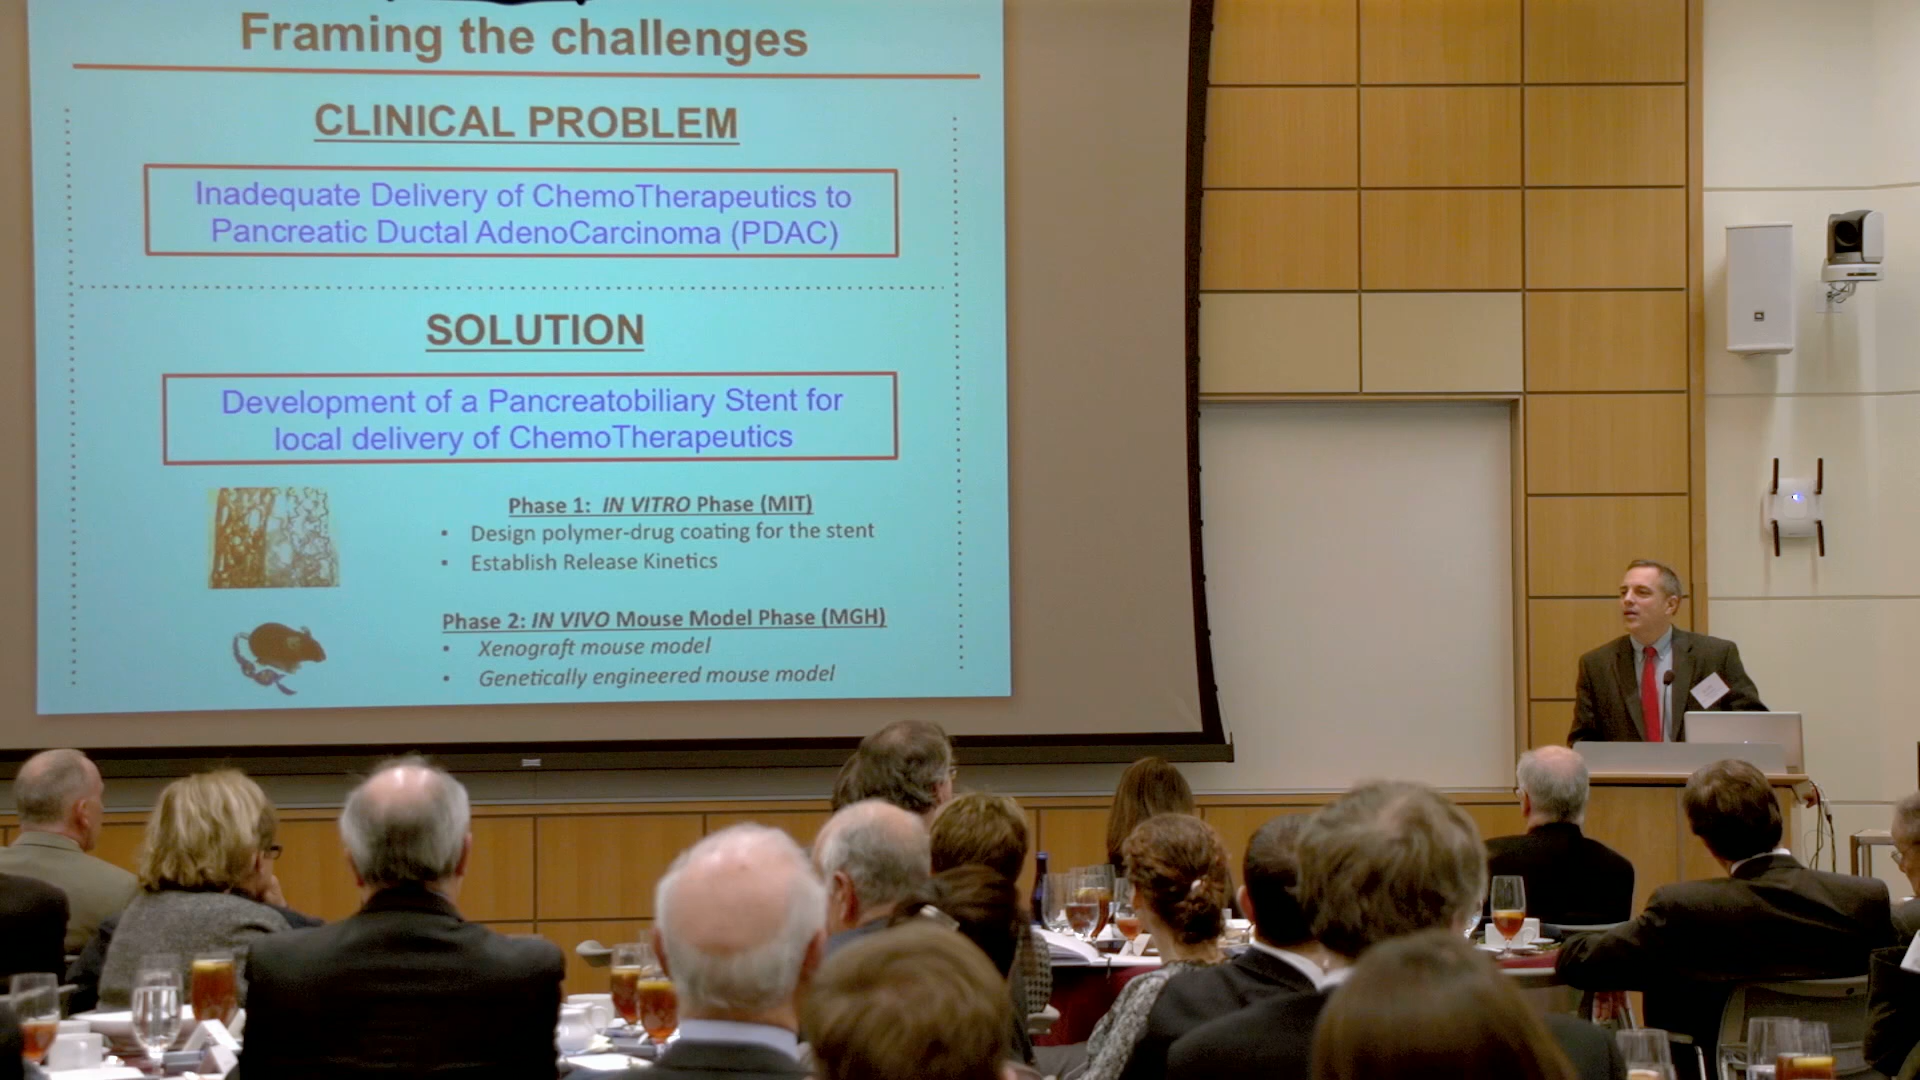 Framing the challenges
CLINICAL PROBLEM
Inadequate Delivery of ChemoTherapeutics to
Pancreatic Ductal AdenoCarcinoma (PDAC)
SOLUTION
Development of a Pancreatobiliary Stent for
local delivery of ChemoTherapeutics
Phase 1: IN VITRO Phase (MIT)
• Design polymer-drug coating for the stent
• Establish Release Kinetics
Phase 2: IN VIVO Mouse Model Phase (MGH)
• Xenograft mouse model
• Genetically engineered mouse model